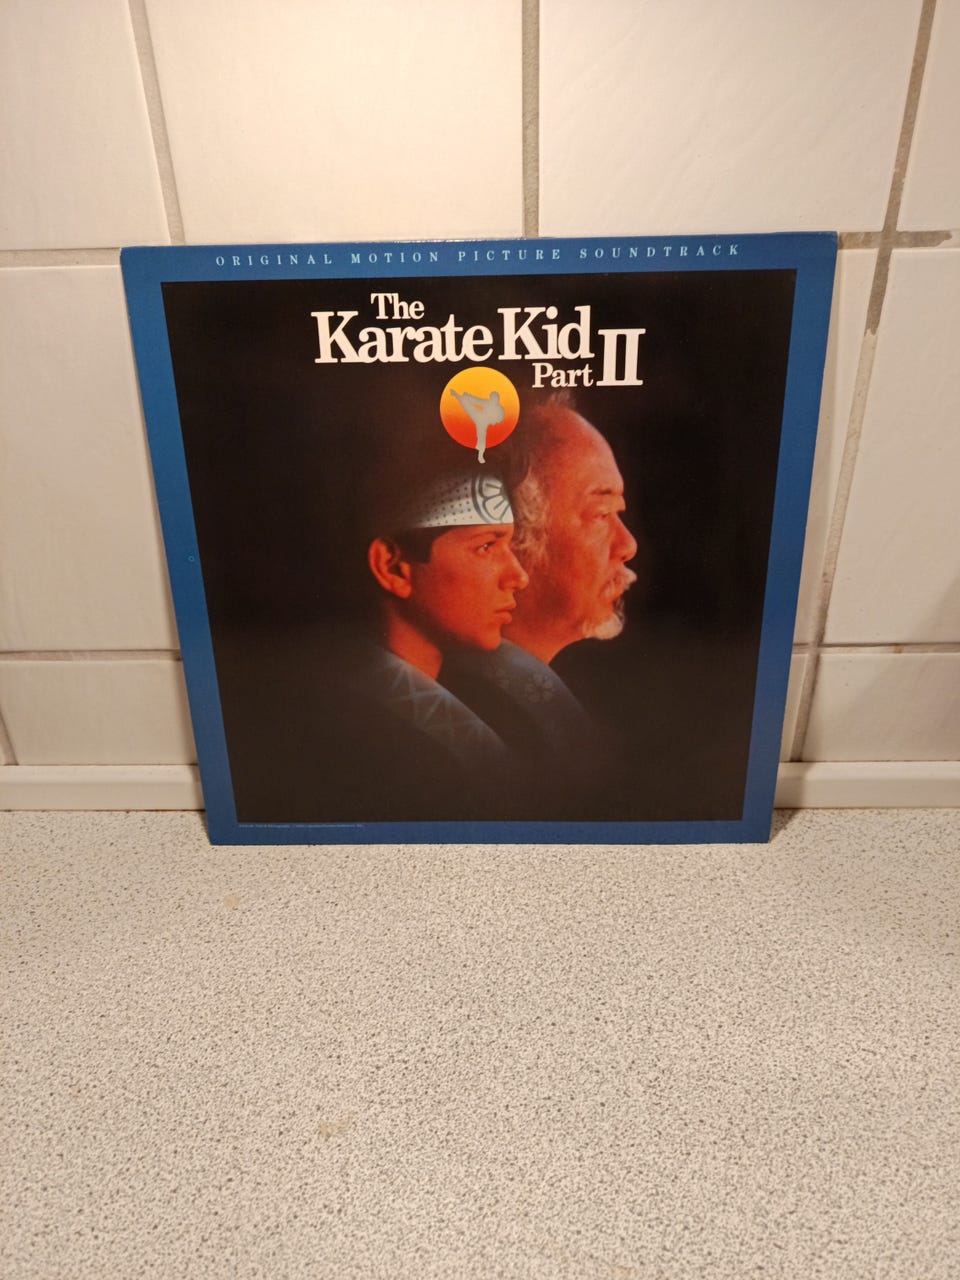 ORIGINAL MOTION PICTURE SOUNDTRACK
The
Karate Kid
Part II